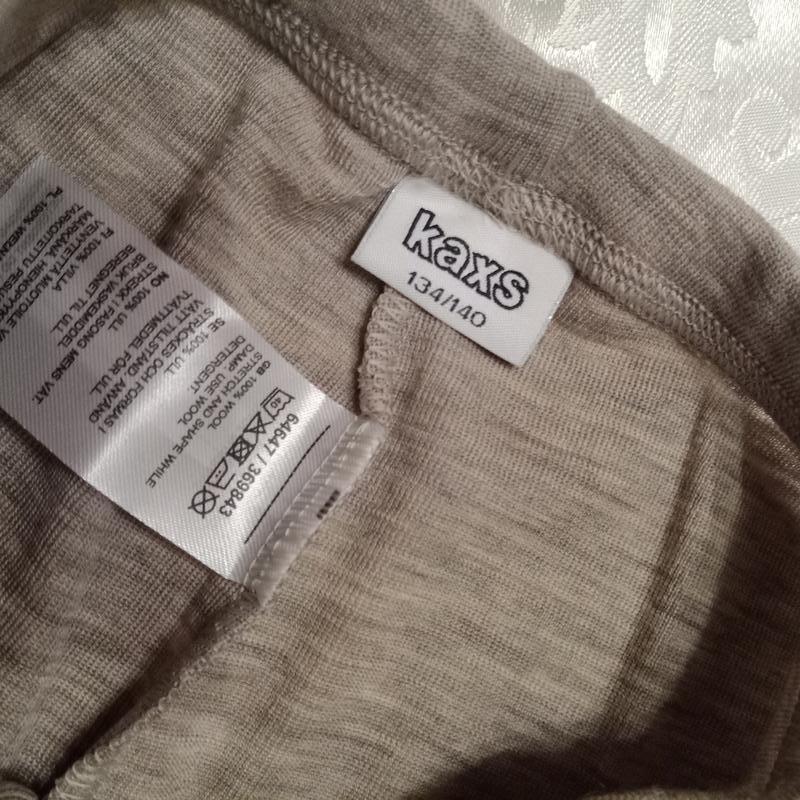 kaxs
134/140
64647 / 369843
40
GB 100% WOOL
STRETCH AND SHAPE WHILE
DAMP. USE WOOL
DETERGENT.
SE 100% ULL
STRÄCKES OCH FORMAS I
VÅTT TILLSTÅND. ANVÄND
TVÄTTMEDEL FÖR ULL.
NO 100% ULL
STREKK I FASONG MENS VÅT.
BRUK VASKEMIDDEL
BEREGNET TIL ULL.
FI 100% VILLA
VENYTETTÄ JA MUOTOILE
MÄRKÄNÄ.
TARKOITETTU
PL 100% WEŁNA